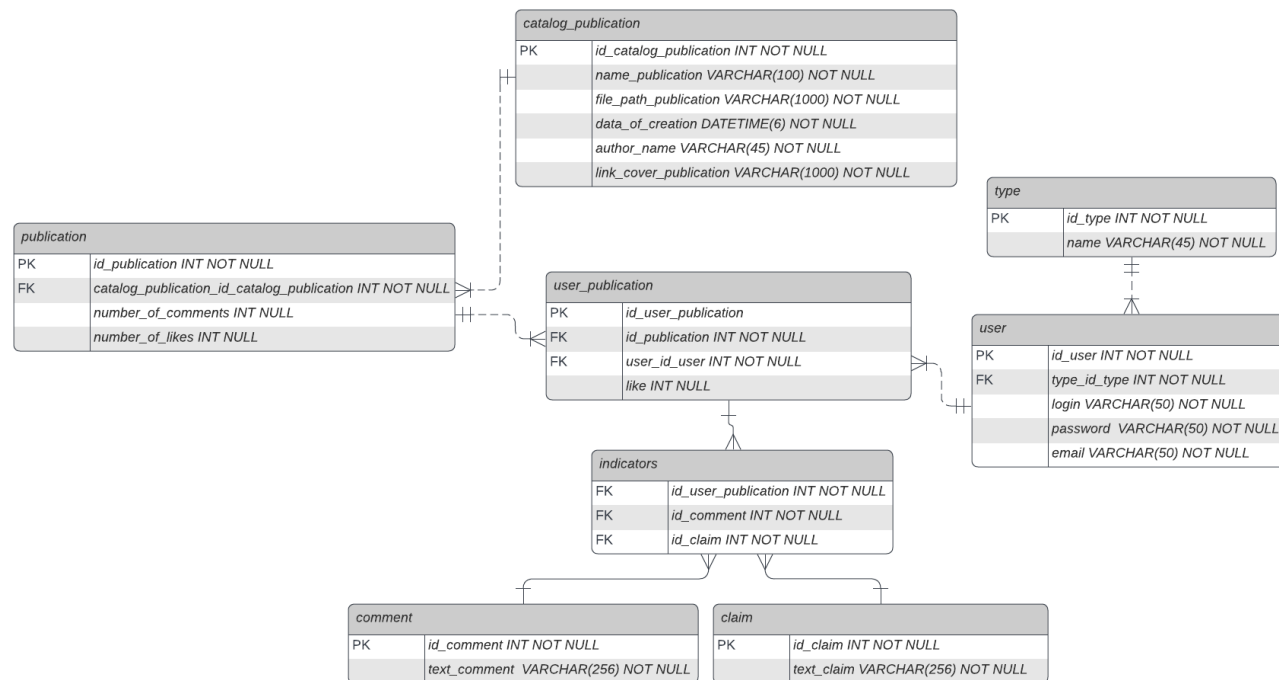 catalog_publication
PK id_catalog_publication INT NOT NULL
name_publication VARCHAR(100) NOT NULL
file_path_publication VARCHAR(1000) NOT NULL
data_of_creation DATETIME(6) NOT NULL
author_name VARCHAR(45) NOT NULL
link_cover_publication VARCHAR(1000) NOT NULL
type
PK id_type INT NOT NULL
name VARCHAR(45) NOT NULL
publication
PK id_publication INT NOT NULL
FK catalog_publication_id_catalog_publication INT NOT NULL
number_of_comments INT NULL
number_of_likes INT NULL
user_publication
PK id_user_publication
FK id_publication INT NOT NULL
FK user_id_user INT NOT NULL
like INT NULL
user
PK id_user INT NOT NULL
FK type_id_type INT NOT NULL
login VARCHAR(50) NOT NULL
password VARCHAR(50) NOT NULL
email VARCHAR(50) NOT NULL
indicators
FK id_user_publication INT NOT NULL
FK id_comment INT NOT NULL
FK id_claim INT NOT NULL
comment
PK id_comment INT NOT NULL
text_comment VARCHAR(256) NOT NULL
claim
PK id_claim INT NOT NULL
text_claim VARCHAR(256) NOT NULL